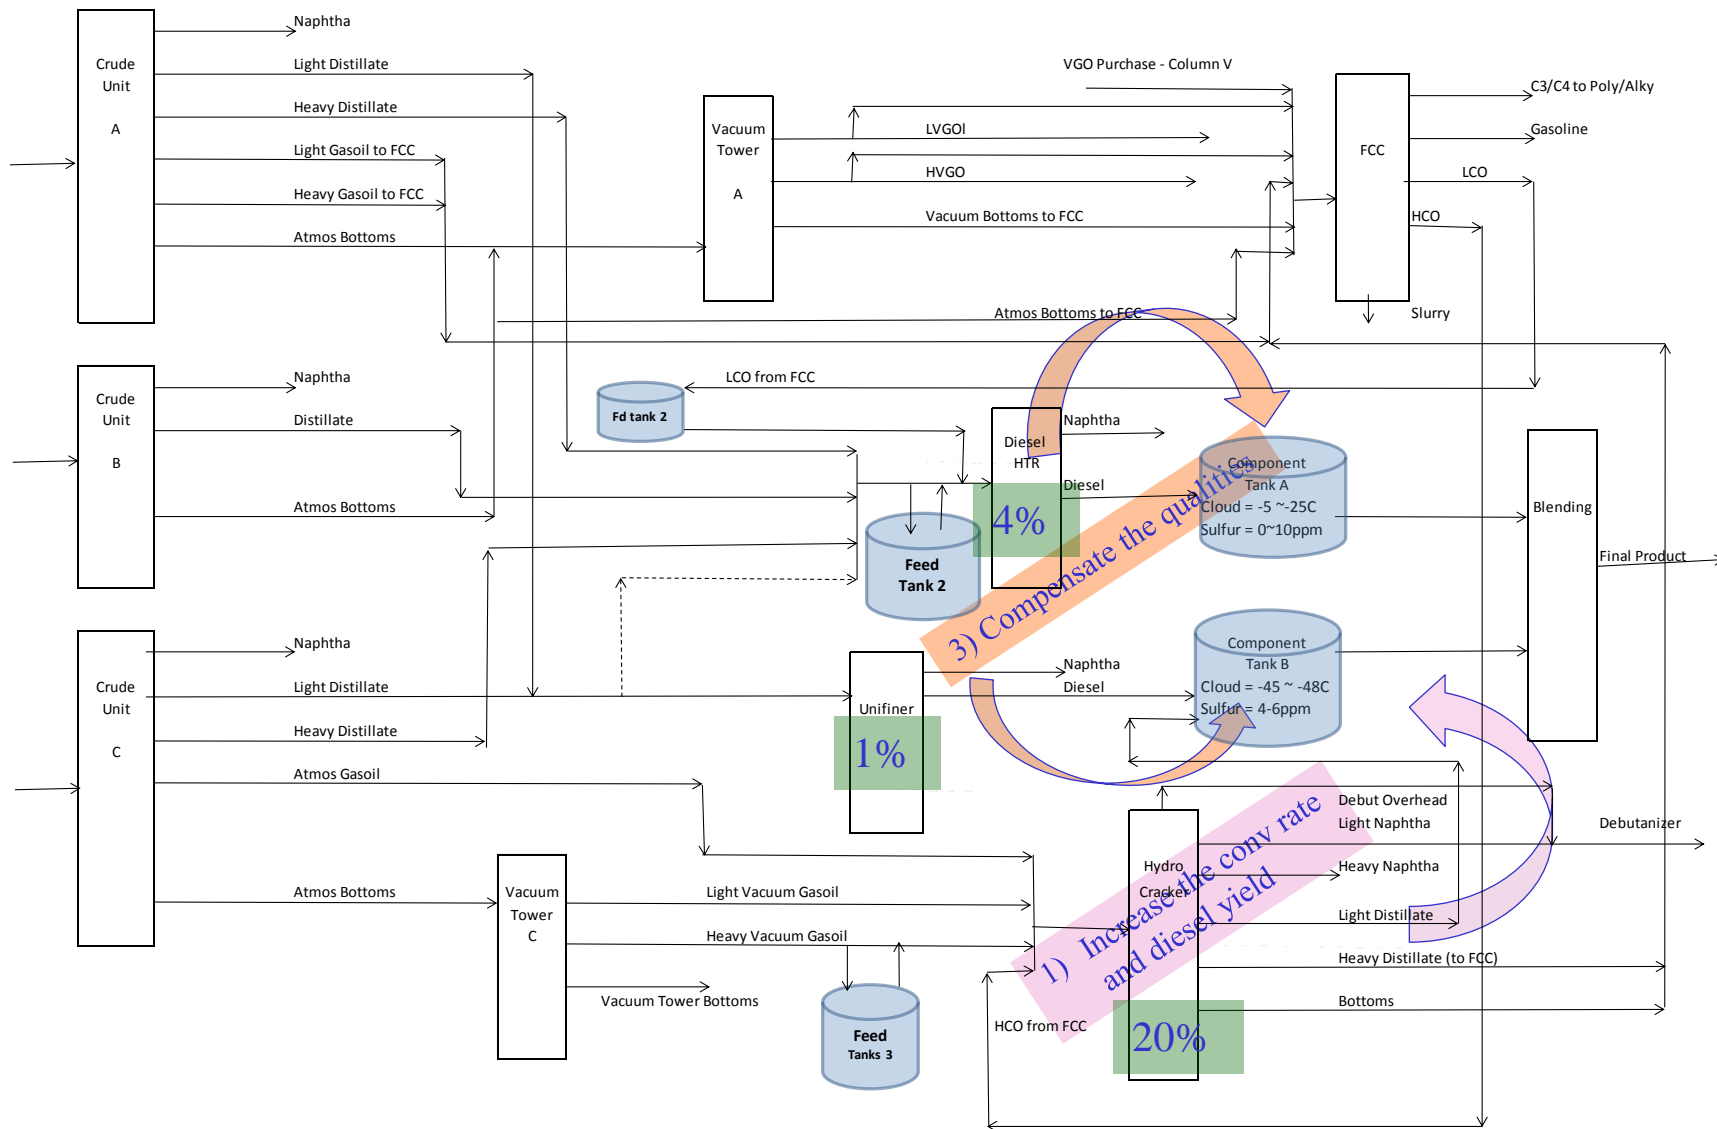 Naphtha
Crude
Unit
A
Light Distillate
Heavy Distillate
Light Gasoil to FCC
Heavy Gasoil to FCC
Atmos Bottoms
Vacuum
Tower
A
VGO Purchase - Column V
LVGOl
HVGO
Vacuum Bottoms to FCC
FCC
C3/C4 to Poly/Alky
Gasoline
LCO
HCO
Slurry
Atmos Bottoms to FCC
Crude
Unit
B
Naphtha
Distillate
Atmos Bottoms
LCO from FCC
Fd tank 2
Diesel
HTR
Naphtha
Diesel
4%
Feed
Tank 2
Component
Tank A
Cloud = -5 ~-25C
Sulfur = 0~10ppm
Blending
Final Product
3) Compensate the qualities
Crude
Unit
C
Naphtha
Light Distillate
Heavy Distillate
Atmos Gasoil
Atmos Bottoms
Unifiner
1%
Naphtha
Diesel
Component
Tank B
Cloud = -45 ~ -48C
Sulfur = 4-6ppm
Vacuum
Tower
C
Light Vacuum Gasoil
Heavy Vacuum Gasoil
Vacuum Tower Bottoms
Feed
Tanks 3
HCO from FCC
Hydro
Cracker
20%
1) Increase the conv rate
and diesel yield
Debut Overhead
Light Naphtha
Debutanizer
Heavy Naphtha
Light Distillate
Heavy Distillate (to FCC)
Bottoms